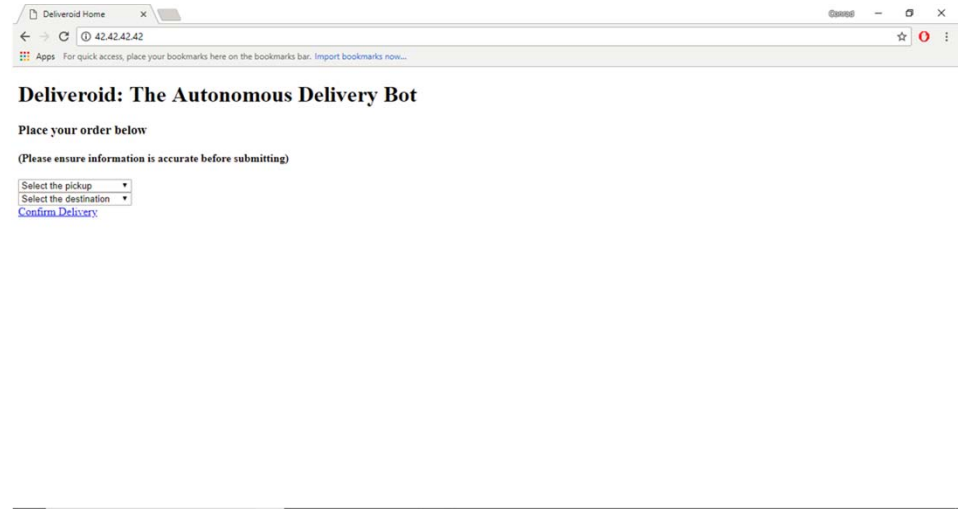 Deliveroid Home
Conrad
42.42.42.42
Apps For quick access, place your bookmarks here on the bookmarks bar. Import bookmarks now...
Deliveroid: The Autonomous Delivery Bot
Place your order below
(Please ensure information is accurate before submitting)
Select the pickup
Select the destination
Confirm Delivery